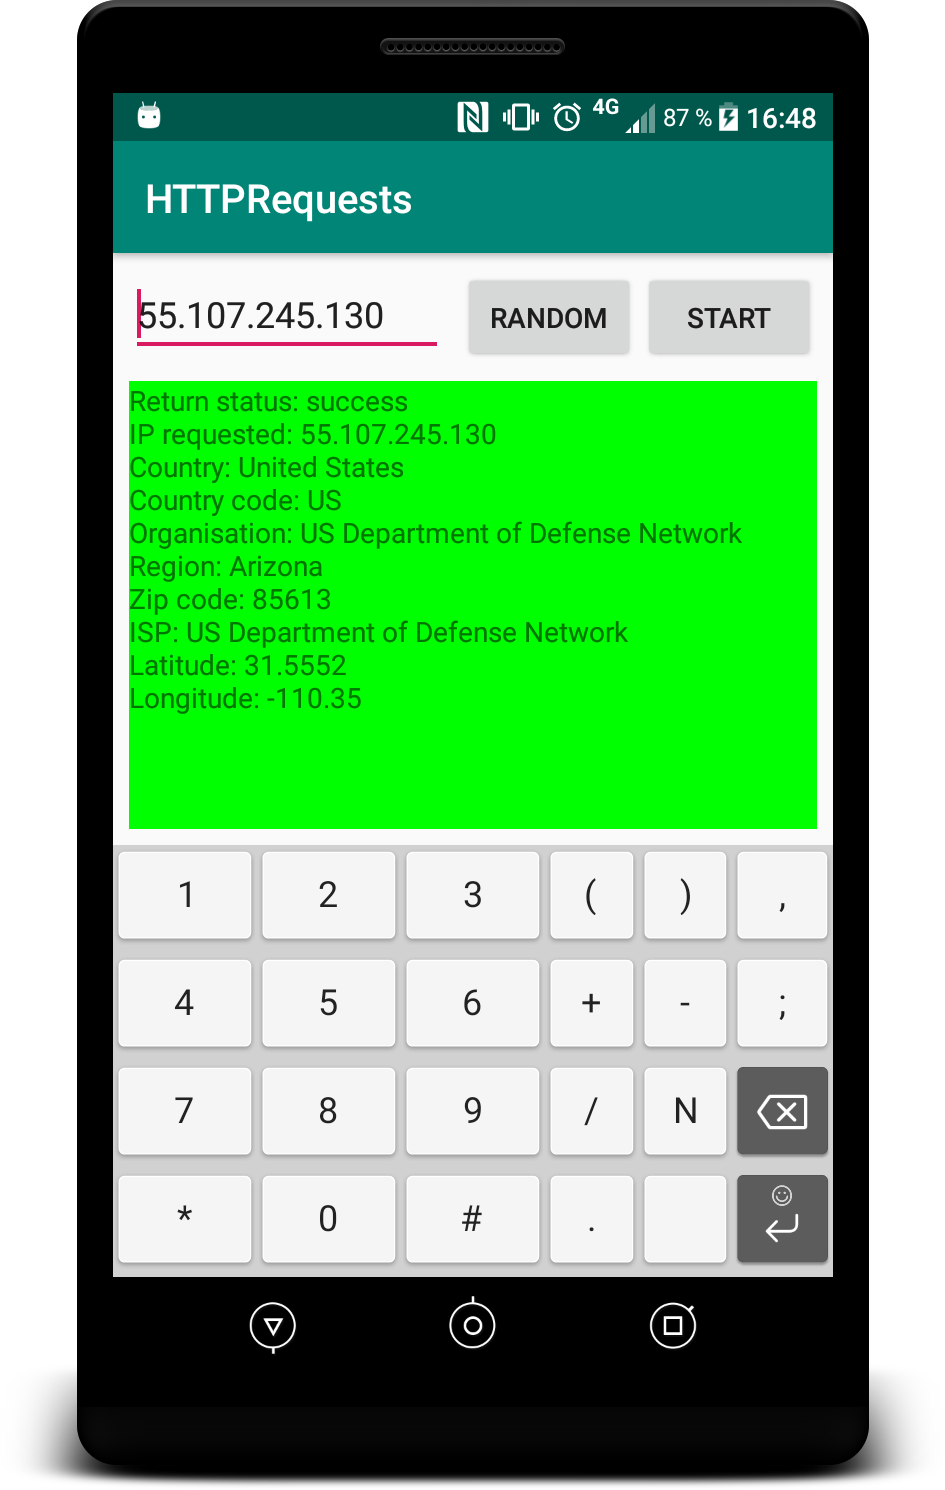 4G 87 % 16:48
HTTPRequests
55.107.245.130 RANDOM START
Return status: success
IP requested: 55.107.245.130
Country: United States
Country code: US
Organisation: US Department of Defense Network
Region: Arizona
Zip code: 85613
ISP: US Department of Defense Network
Latitude: 31.5552
Longitude: -110.35
1 2 3 ( ) ,
4 5 6 + - ;
7 8 9 / N
* 0 # .